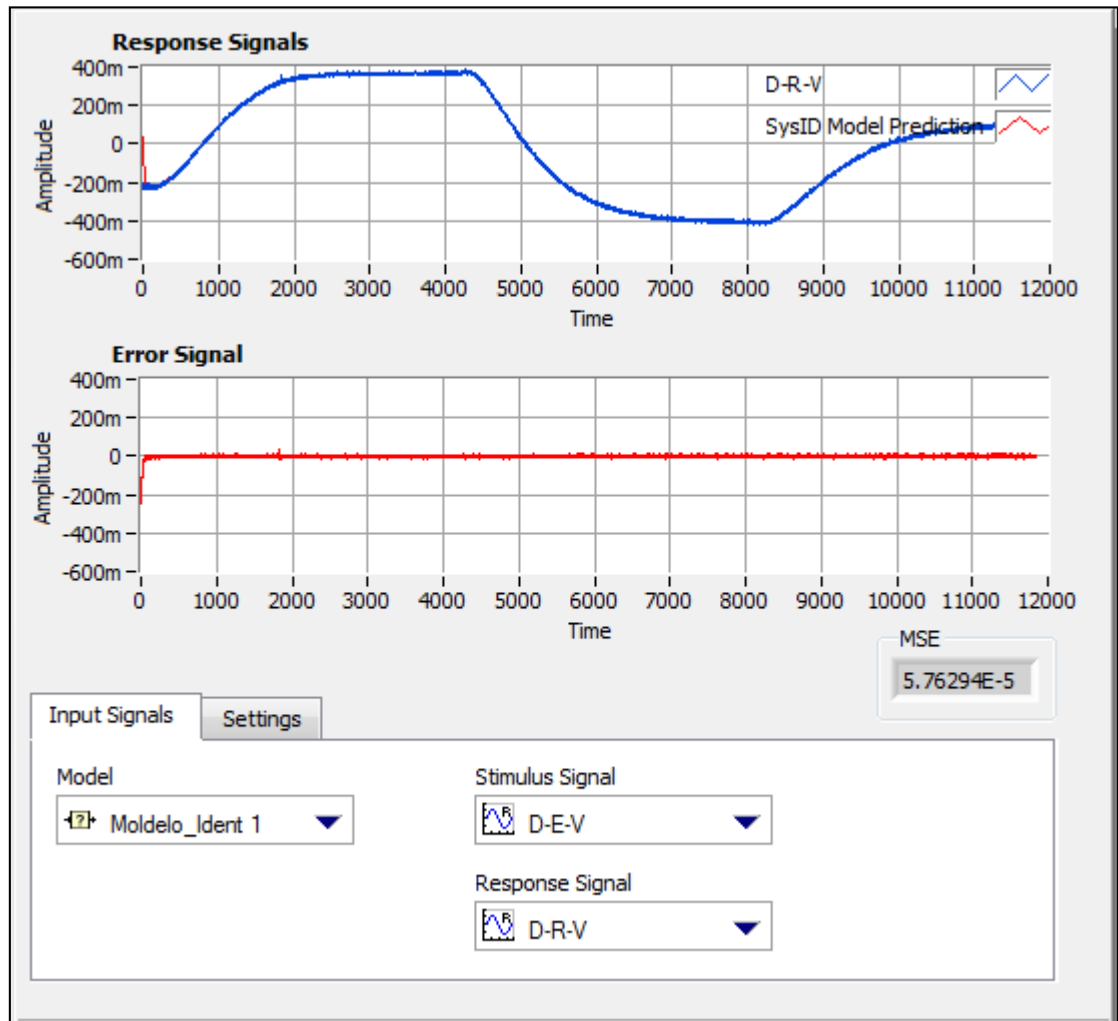 Response Signals
400m
200m
0
-200m
-400m
-600m
Amplitude
D-R-V
SysID Model Prediction
0 1000 2000 3000 4000 5000 6000 7000 8000 9000 10000 11000 12000
Time
Error Signal
400m
200m
0
-200m
-400m
-600m
Amplitude
0 1000 2000 3000 4000 5000 6000 7000 8000 9000 10000 11000 12000
Time
MSE
5.76294E-5
Input Signals
Settings
Model
? Moldelo_Ident 1
Stimulus Signal
R D-E-V
Response Signal
R D-R-V